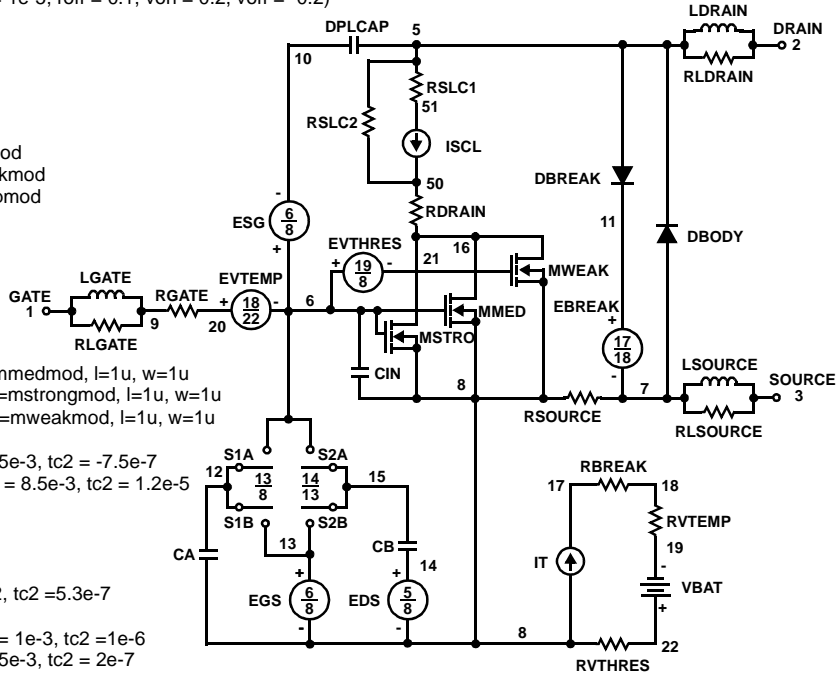 = 1e-3, roff = 0.1, von = 0.2, voff = -0.2)
LDRAIN
DPLCAP
5
DRAIN
2
10
RLDRAIN
RSLC1
51
RSLC2
ISCL
od
kmod
omod
50
DBREAK
RDRAIN
ESG
6
8
-
+
11
DBODY
EVTHRES
+
19
8
-
21
16
MWEAK
LGATE
EVTEMP
GATE
1
RGATE
+
18
22
-
6
MMED
EBREAK
+
17
18
-
9
20
MSTRO
RLGATE
LSOURCE
CIN
8
7
SOURCE
3
mmedmod, l=1u, w=1u
=mstrongmod, l=1u, w=1u
=mweakmod, l=1u, w=1u
RSOURCE
RLSOURCE
5e-3, tc2 = -7.5e-7
= 8.5e-3, tc2 = 1.2e-5
S1A
S2A
12
13
8
14
13
15
RBREAK
17
18
S1B
S2B
RVTEMP
13
CB
CA
14
IT
19
-
VBAT
+
EGS
+
6
8
-
EDS
+
5
8
-
2, tc2 =5.3e-7
8
22
= 1e-3, tc2 =1e-6
5e-3, tc2 = 2e-7
RVTHRES